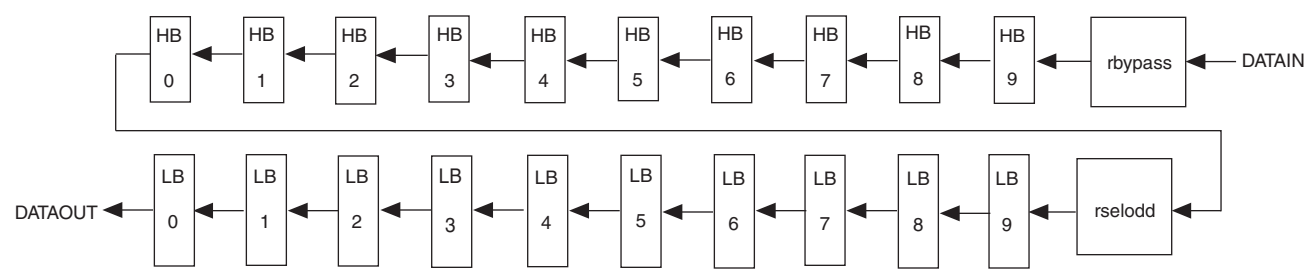 HB 0
HB 1
HB 2
HB 3
HB 4
HB 5
HB 6
HB 7
HB 8
HB 9
rbypass
DATAIN
DATAOUT
LB 0
LB 1
LB 2
LB 3
LB 4
LB 5
LB 6
LB 7
LB 8
LB 9
rselodd